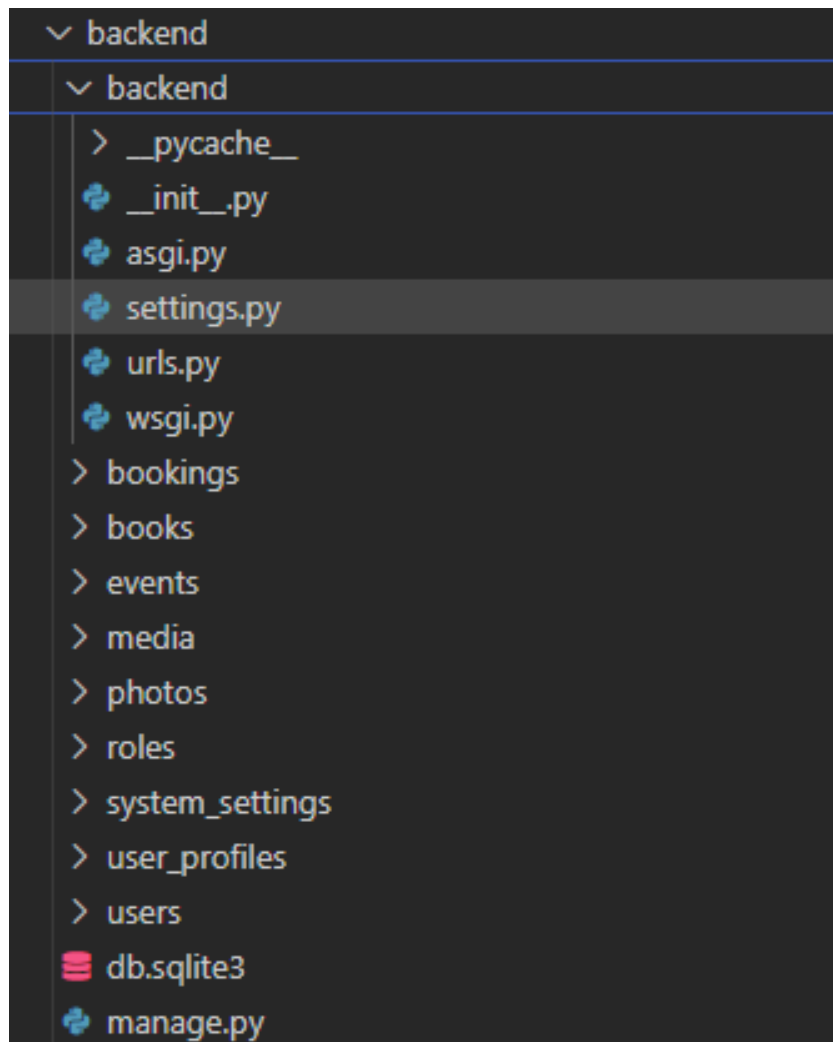 backend
backend
__pycache__
__init__.py
asgi.py
settings.py
urls.py
wsgi.py
bookings
books
events
media
photos
roles
system_settings
user_profiles
users
db.sqlite3
manage.py